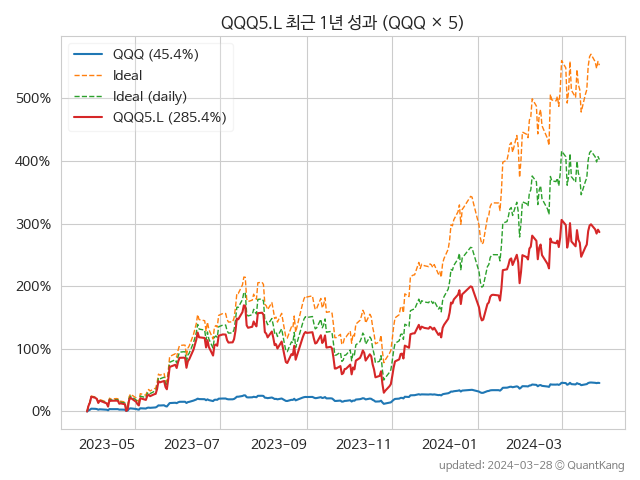 QQQ5.L 최근 1년 성과 (QQQ × 5)
QQQ (45.4%)
Ideal
Ideal (daily)
QQQ5.L (285.4%)
500%
400%
300%
200%
100%
0%
2023-05 2023-07 2023-09 2023-11 2024-01 2024-03
updated: 2024-03-28 © QuantKang